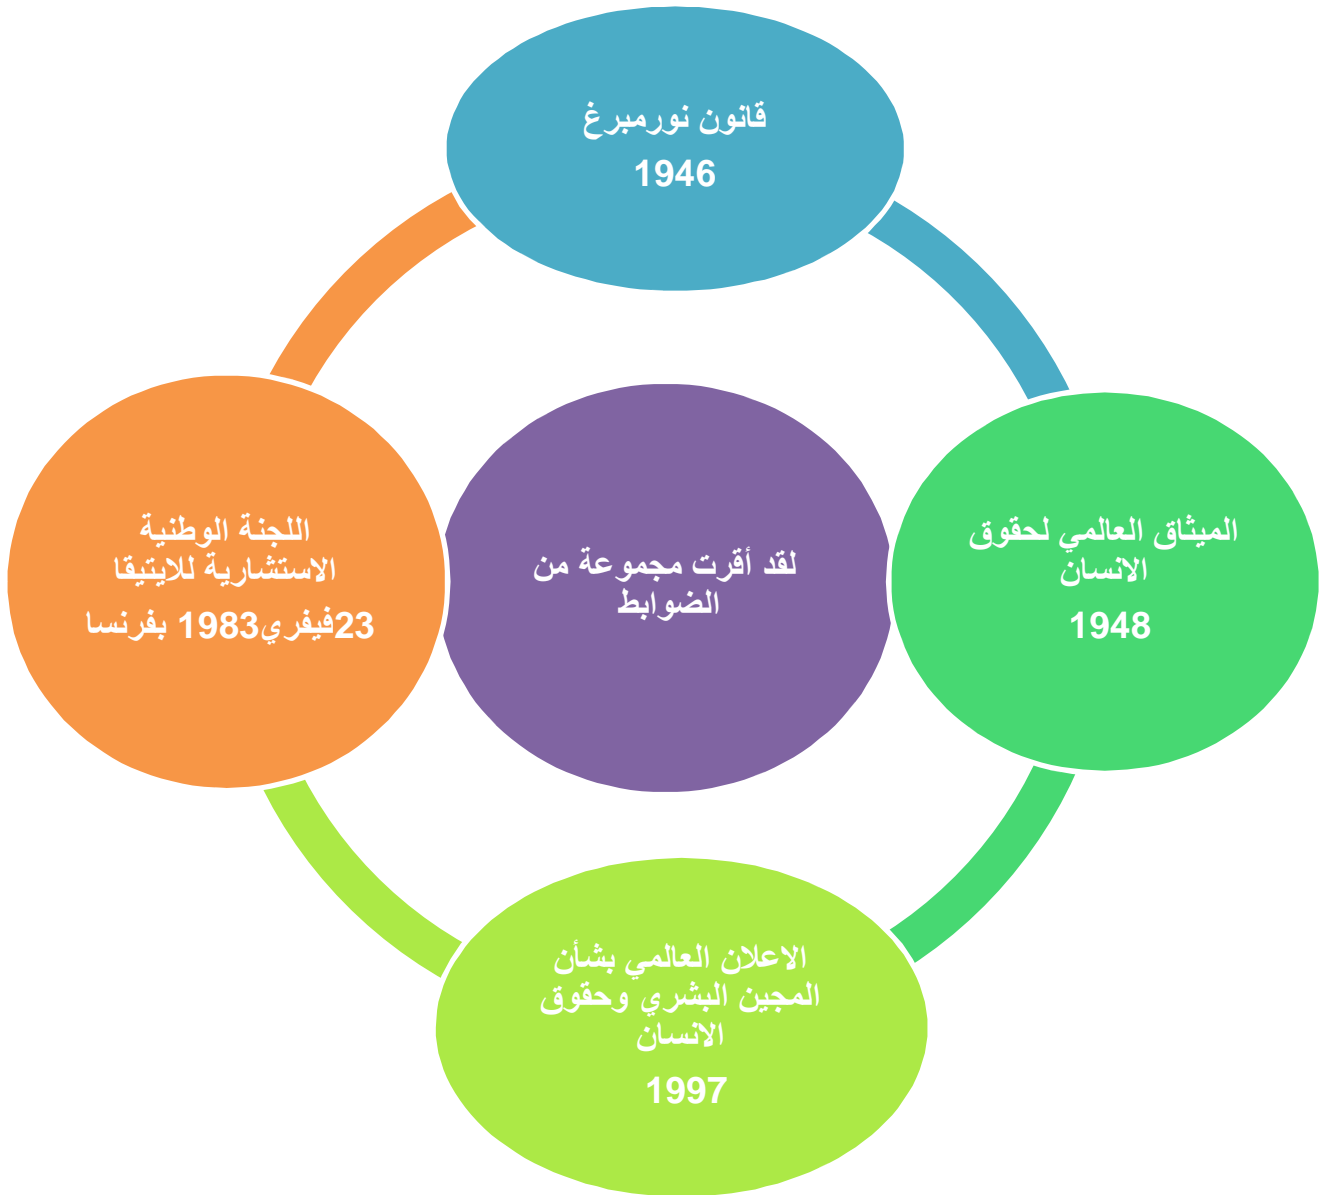 قانون نورمبرغ
1946
الميثاق العالمي لحقوق
الانسان
1948
لقد أقرت مجموعة من
الضوابط
اللجنة الوطنية
الاستشارية للايتيقا
23فيفري1983 بفرنسا
الاعلان العالمي بشأن
المجين البشري وحقوق
الانسان
1997